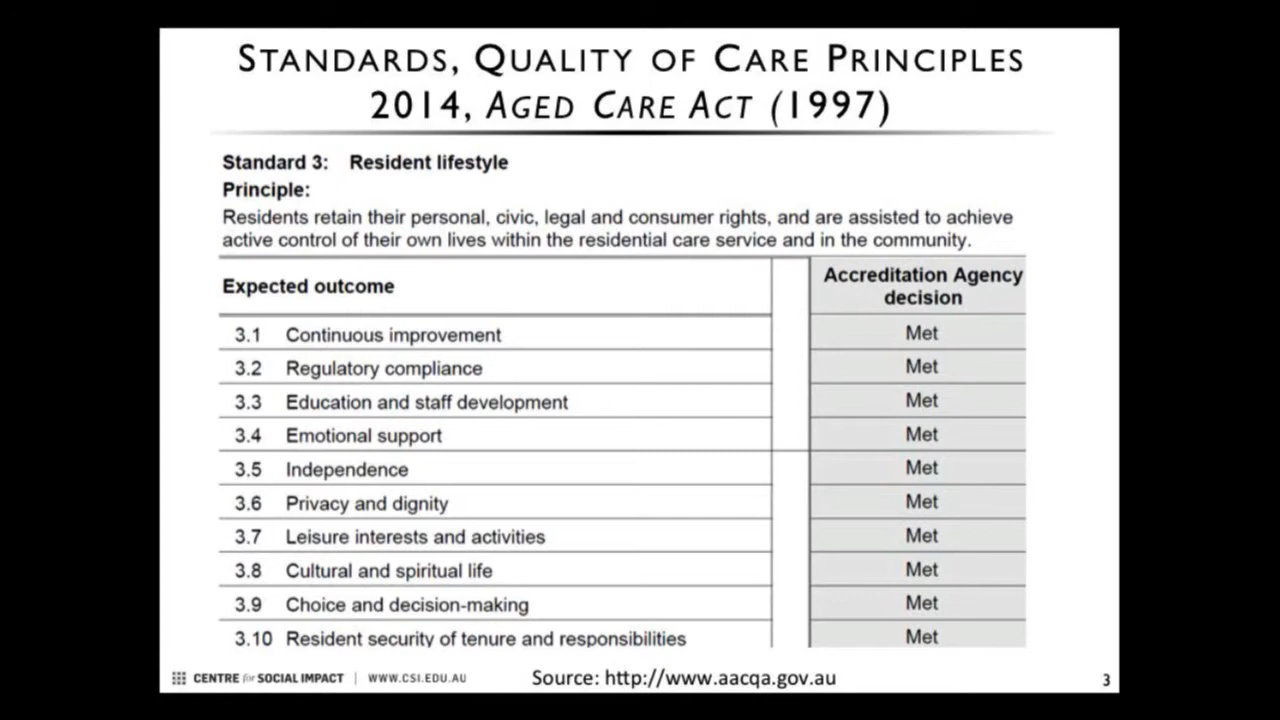 STANDARDS, QUALITY OF CARE PRINCIPLES
2014, AGED CARE ACT (1997)
Standard 3: Resident lifestyle
Principle:
Residents retain their personal, civic, legal and consumer rights, and are assisted to achieve
active control of their own lives within the residential care service and in the community.
Expected outcome
Accreditation Agency
decision
3.1 Continuous improvement Met
3.2 Regulatory compliance Met
3.3 Education and staff development Met
3.4 Emotional support Met
3.5 Independence Met
3.6 Privacy and dignity Met
3.7 Leisure interests and activities Met
3.8 Cultural and spiritual life Met
3.9 Choice and decision-making Met
3.10 Resident security of tenure and responsibilities Met
CENTRE for SOCIAL IMPACT | WWW.CSI.EDU.AU Source: http://www.aacqa.gov.au 3